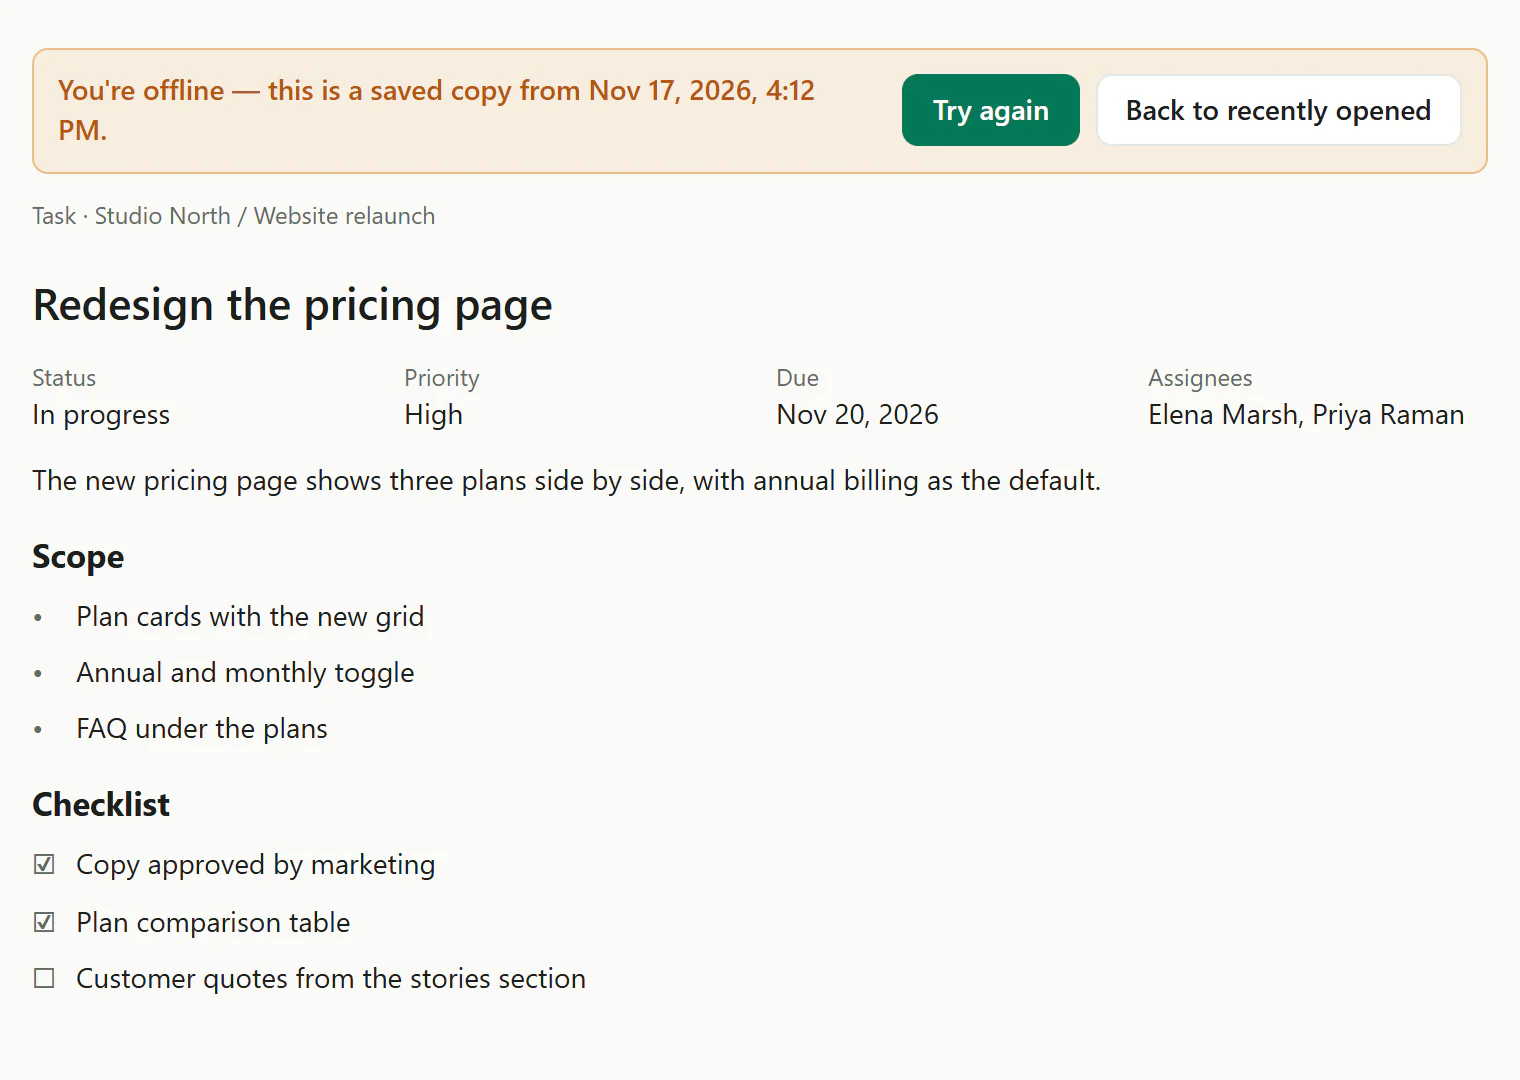 You're offline — this is a saved copy from Nov 17, 2026, 4:12
PM.
Try again
Back to recently opened
Task · Studio North / Website relaunch
Redesign the pricing page
Status
In progress
Priority
High
Due
Nov 20, 2026
Assignees
Elena Marsh, Priya Raman
The new pricing page shows three plans side by side, with annual billing as the default.
Scope
• Plan cards with the new grid
• Annual and monthly toggle
• FAQ under the plans
Checklist
☑ Copy approved by marketing
☑ Plan comparison table
☐ Customer quotes from the stories section